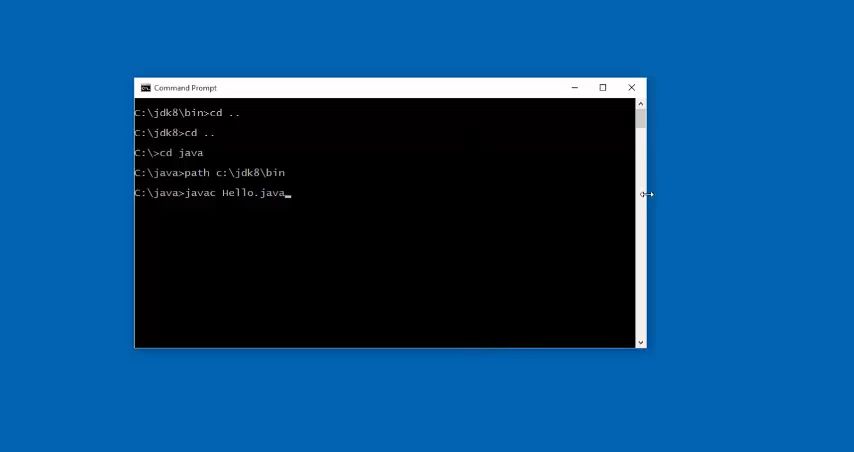 Command Prompt
C:\jdk8\bin>cd ..
C:\jdk8>cd ..
C:\>cd java
C:\java>path c:\jdk8\bin
C:\java>javac Hello.java